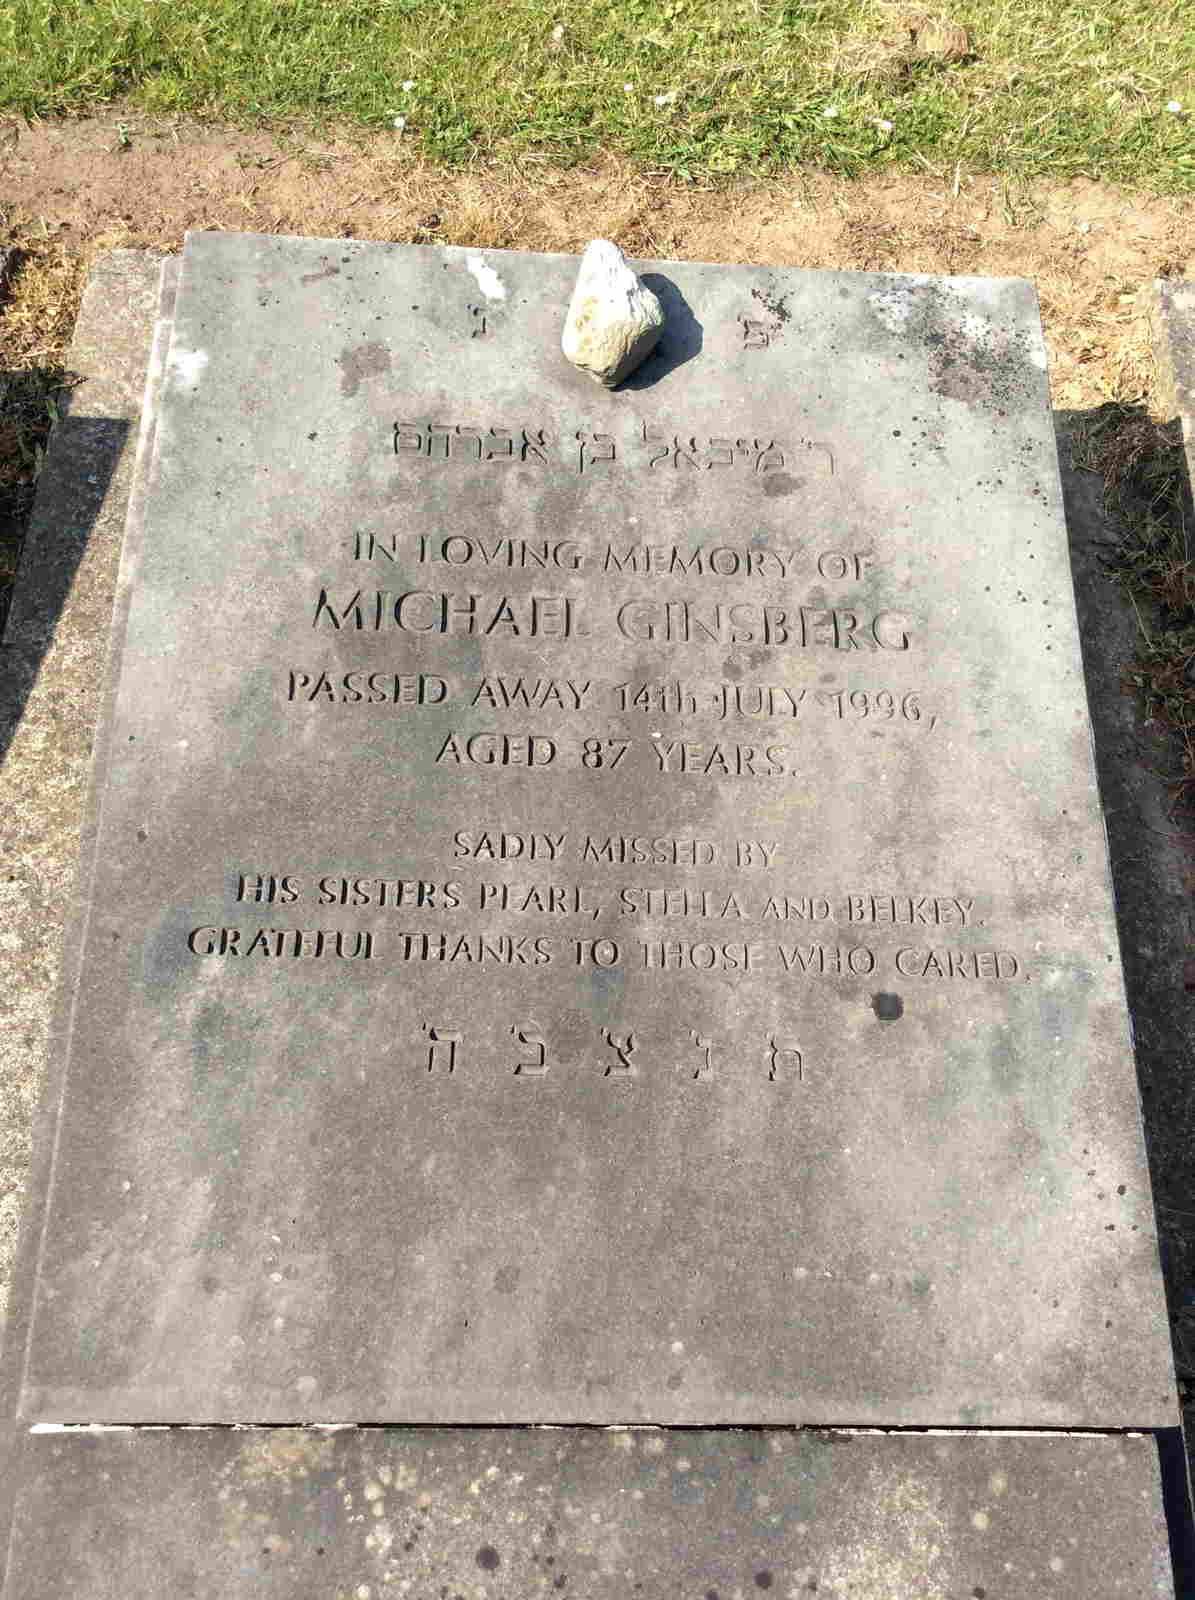 פ נ
ר' מיכאל בן אברהם
IN LOVING MEMORY OF
MICHAEL GINSBERG
PASSED AWAY 14th JULY 1996,
AGED 87 YEARS.
SADLY MISSED BY
HIS SISTERS PEARL, STELLA AND BELKEY.
GRATEFUL THANKS TO THOSE WHO CARED.
ת' נ' צ' ב' ה'